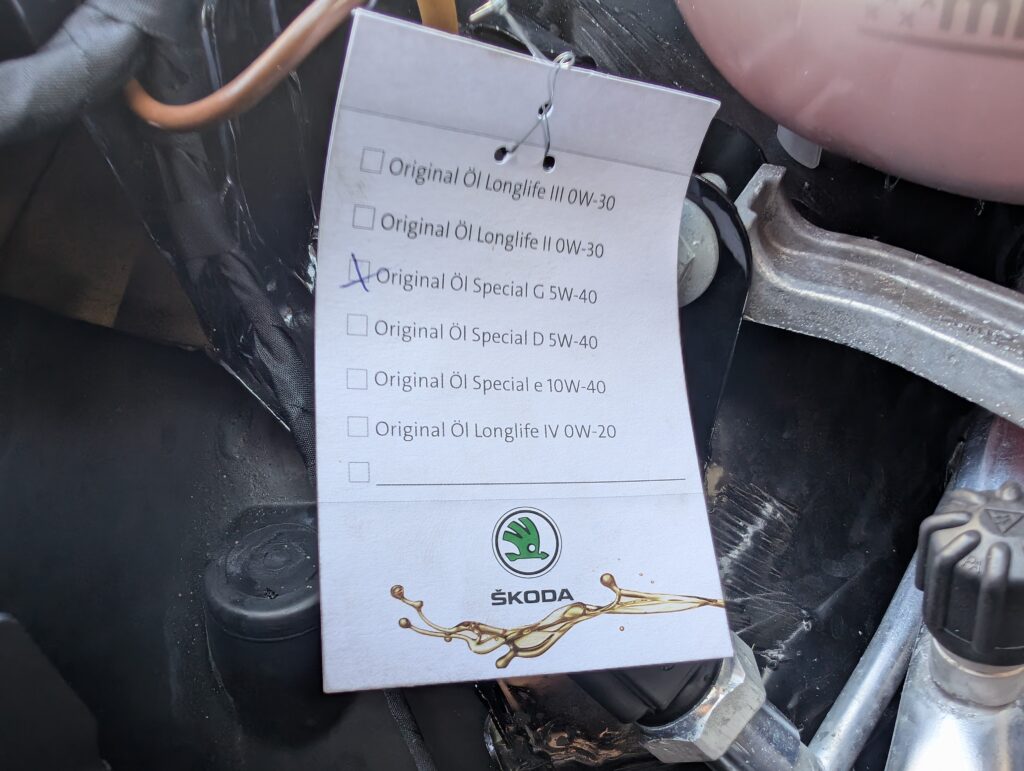 Original Öl Longlife III 0W-30
Original Öl Longlife II 0W-30
Original Öl Special G 5W-40
Original Öl Special D 5W-40
Original Öl Special e 10W-40
Original Öl Longlife IV 0W-20
ŠKODA